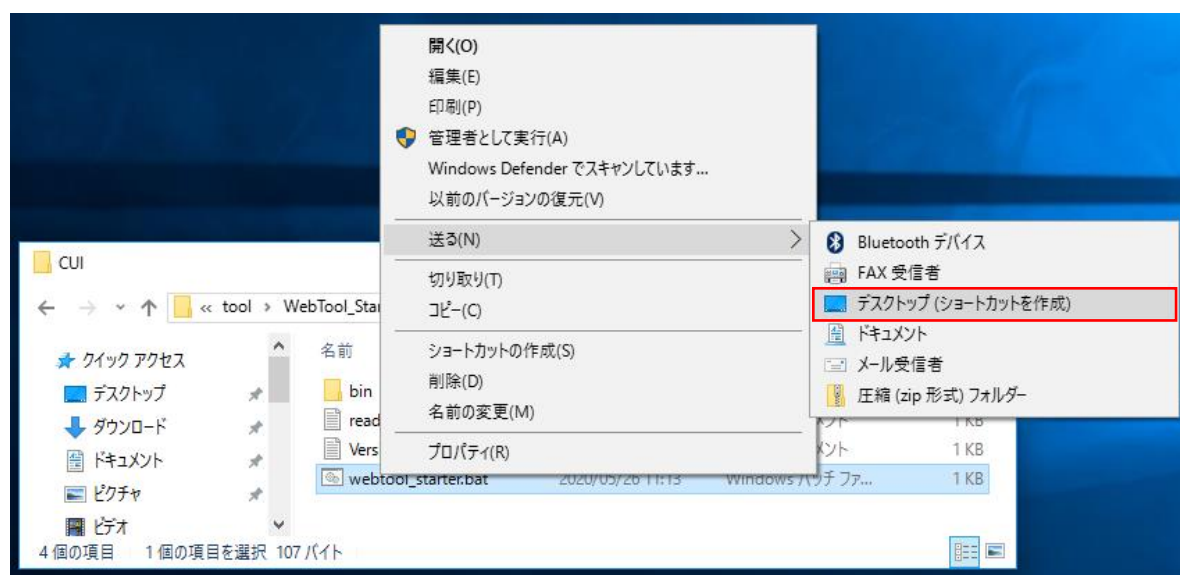 開く(O)
編集(E)
印刷(P)
管理者として実行(A)
Windows Defender でスキャンしています...
以前のバージョンの復元(V)
送る(N)
切り取り(T)
コピー(C)
ショートカットの作成(S)
削除(D)
名前の変更(M)
プロパティ(R)
Bluetooth デバイス
FAX 受信者
デスクトップ (ショートカットを作成)
ドキュメント
メール受信者
圧縮 (zip 形式) フォルダー
CUI
« tool › WebTool_Star
クイック アクセス
デスクトップ
ダウンロード
ドキュメント
ピクチャ
ビデオ
名前
bin
read
1 KB
Vers
1 KB
webtool_starter.bat 2020/05/26 11:13 Windows バッチ ファ... 1 KB
4 個の項目 1 個の項目を選択 107 バイト